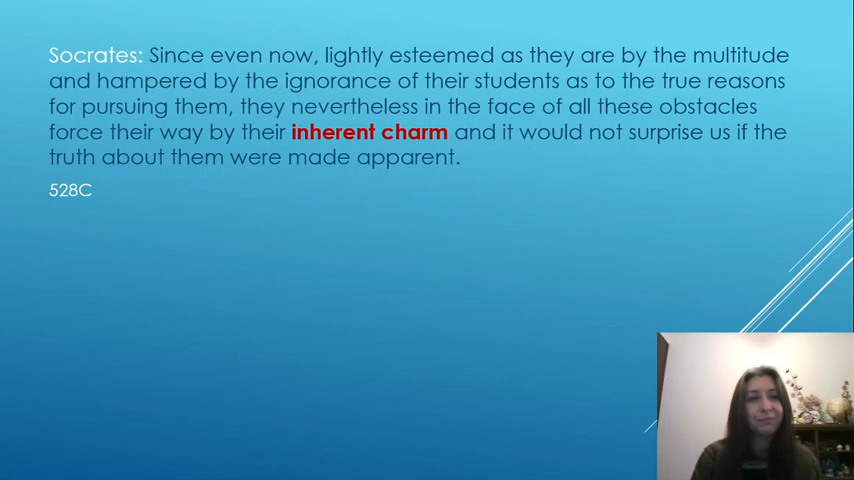 Socrates: Since even now, lightly esteemed as they are by the multitude
and hampered by the ignorance of their students as to the true reasons
for pursuing them, they nevertheless in the face of all these obstacles
force their way by their inherent charm and it would not surprise us if the
truth about them were made apparent.
528C